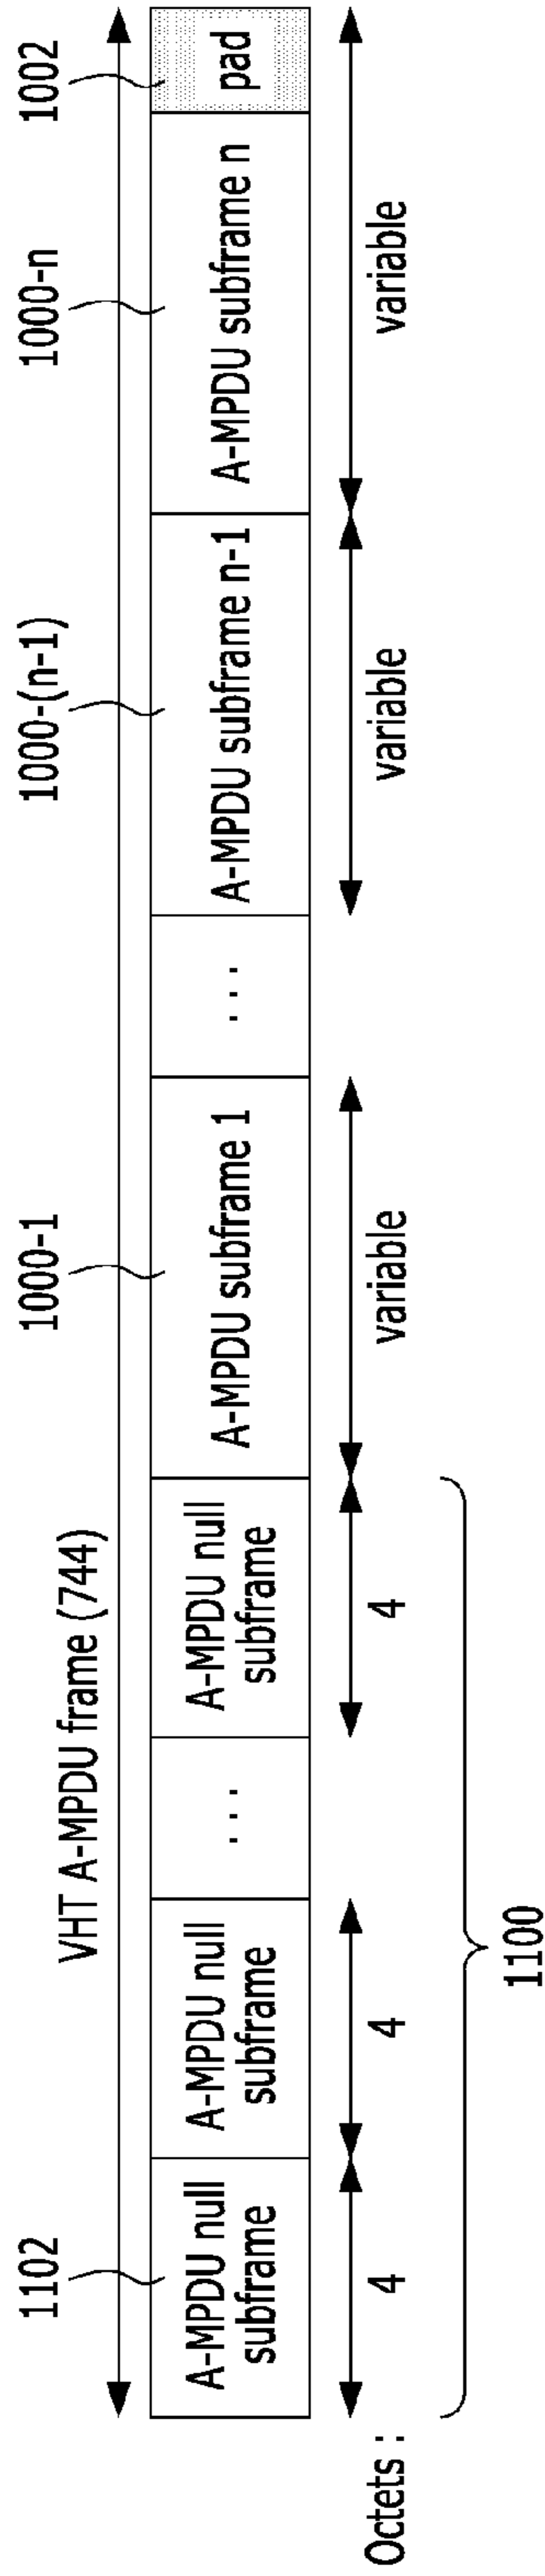 VHT A-MPDU frame (744)
1102
1000-1
1000-(n-1)
1000-n
1002
A-MPDU null
subframe
A-MPDU null
subframe
. . .
A-MPDU null
subframe
A-MPDU subframe 1
. . .
A-MPDU subframe n-1
A-MPDU subframe n
pad
Octets :
4
4
4
variable
variable
variable
1100